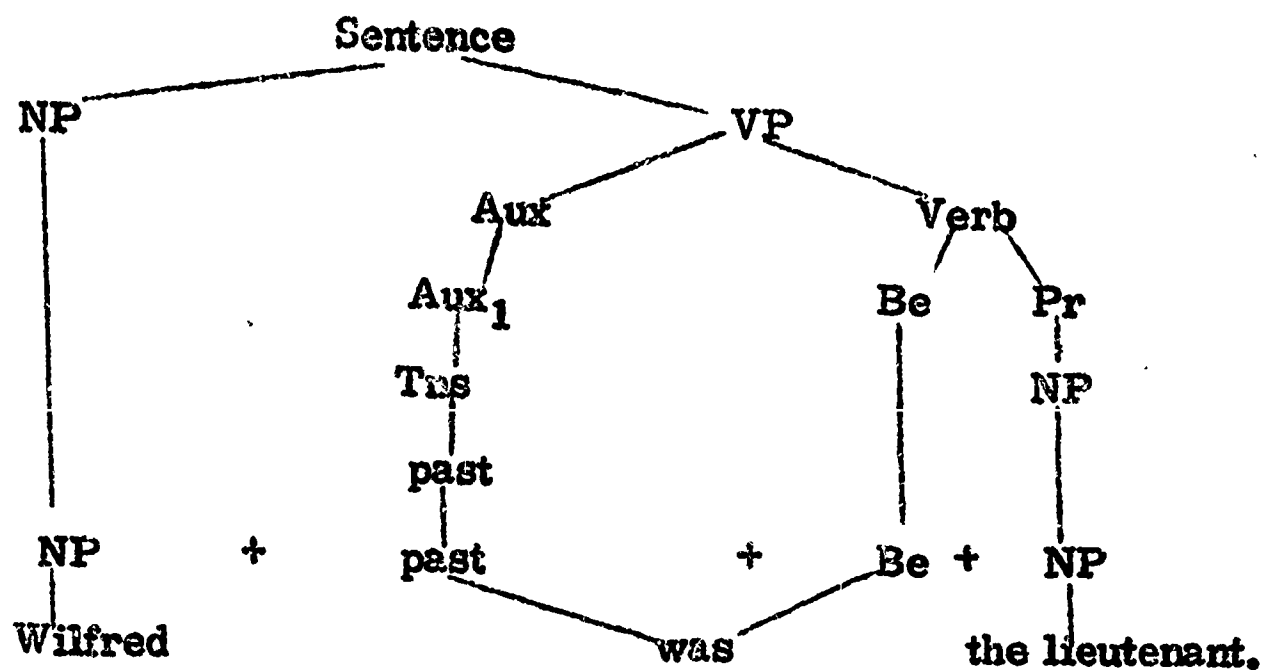 Sentence
NP VP
Aux Verb
Aux1 Be Pr
Tns NP
past
NP + past + Be + NP
Wilfred was the lieutenant.